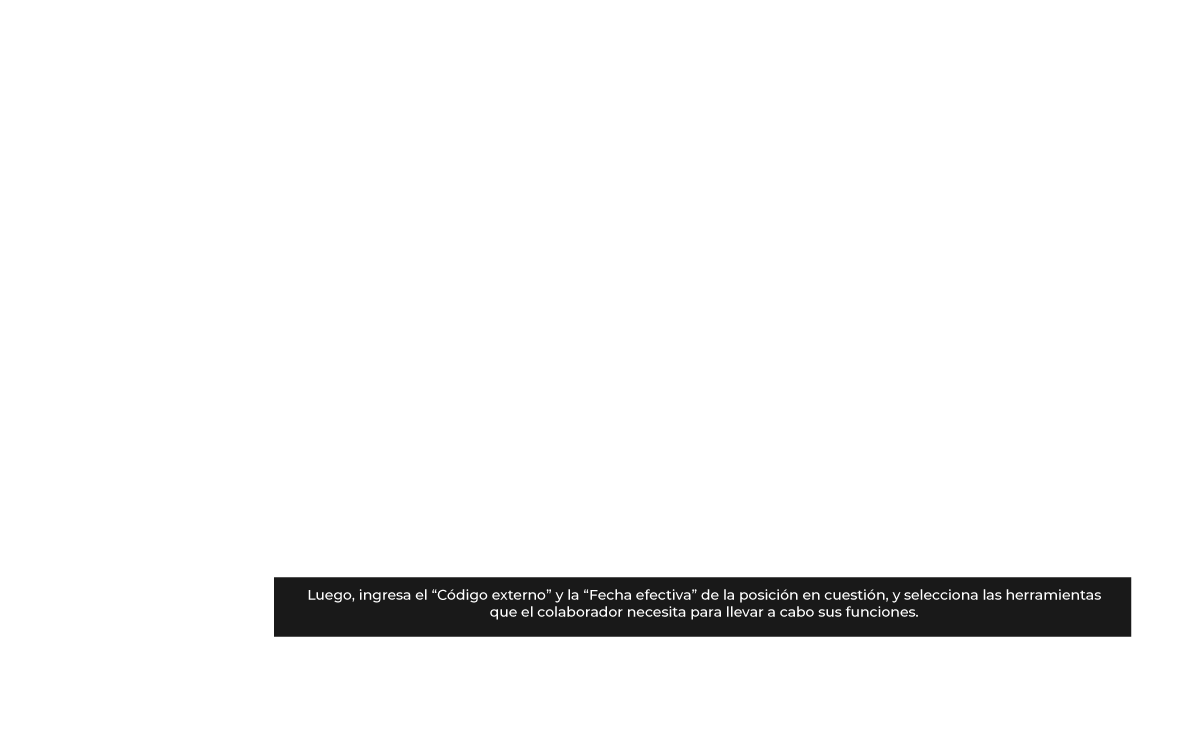 Luego, ingresa el “Código externo” y la “Fecha efectiva” de la posición en cuestión, y selecciona las herramientas
que el colaborador necesita para llevar a cabo sus funciones.